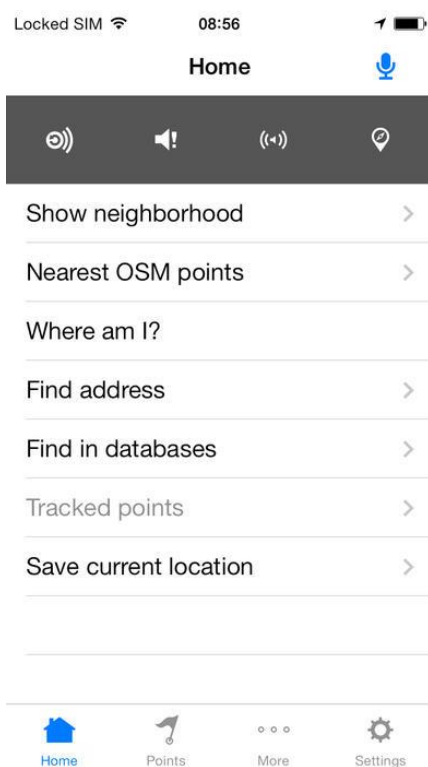 Locked SIM 08:56
Home
Show neighborhood
Nearest OSM points
Where am I?
Find address
Find in databases
Tracked points
Save current location
Home Points More Settings